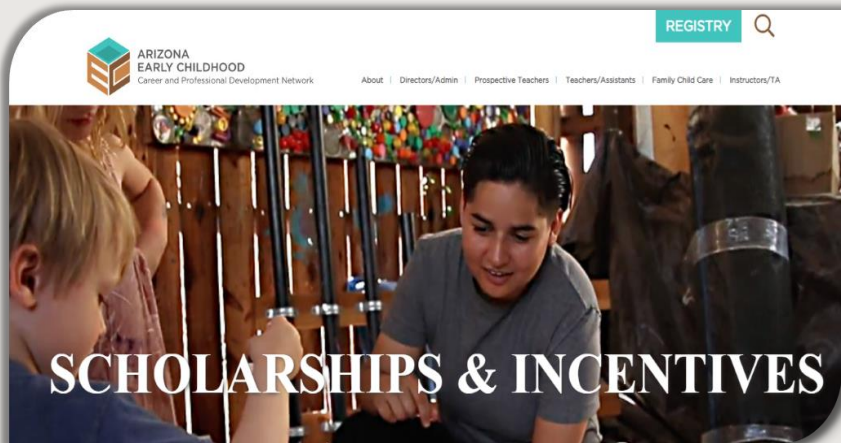 REGISTRY
ARIZONA
EARLY CHILDHOOD
Career and Professional Development Network
About | Directors/Admin | Prospective Teachers | Teachers/Assistants | Family Child Care | Instructors/TA
SCHOLARSHIPS & INCENTIVES